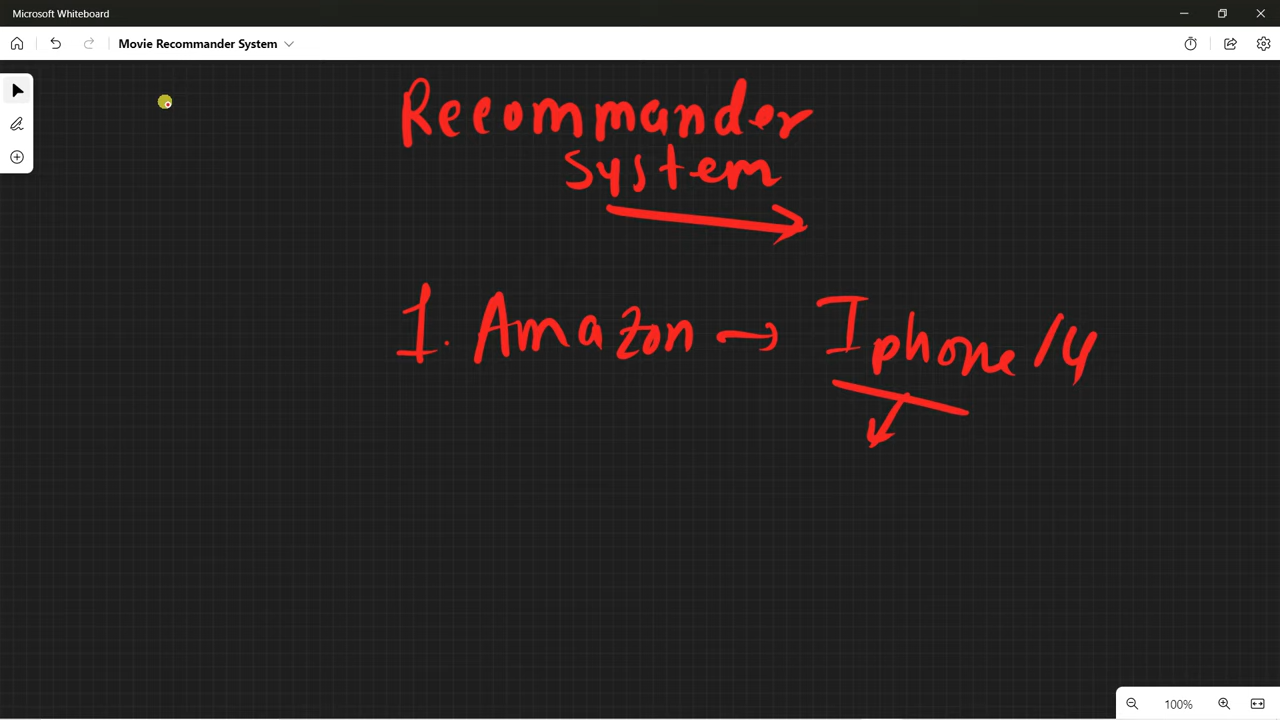 Microsoft Whiteboard
Movie Recommander System
Recommander
System
1. Amazon → Iphone 14
100%